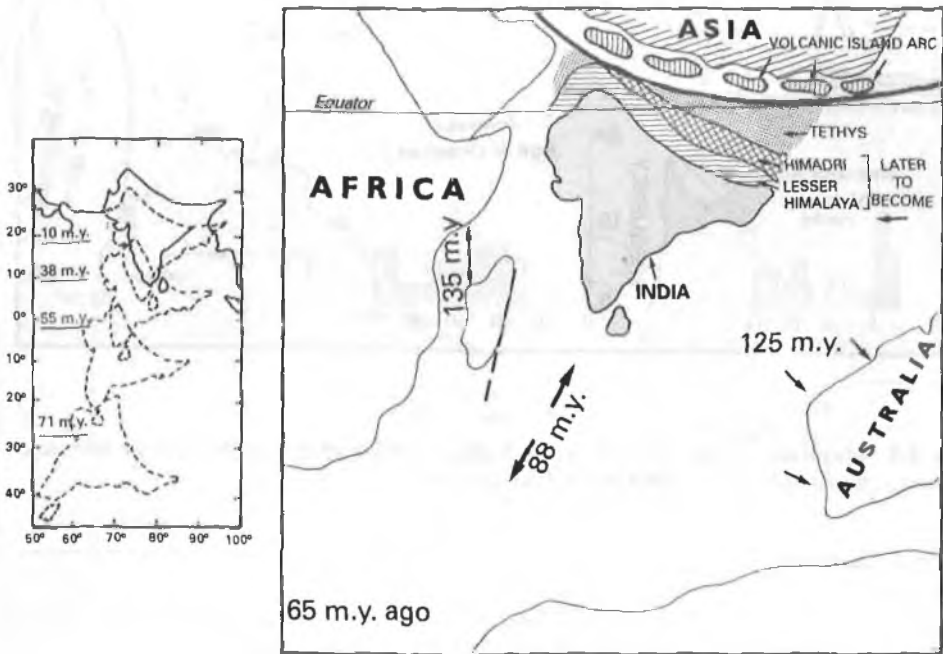 30°
20°
10 m.y.
10°
38 m.y.
0°
55 m.y.
10°
20°
71 m.y.
30°
40°
50° 60° 70° 80° 90° 100°
ASIA
VOLCANIC ISLAND ARC
Equator
TETHYS
AFRICA
HIMADRI
LESSER
HIMALAYA
LATER
TO
BECOME
135 m.y.
INDIA
125 m.y.
88 m.y.
AUSTRALIA
65 m.y. ago